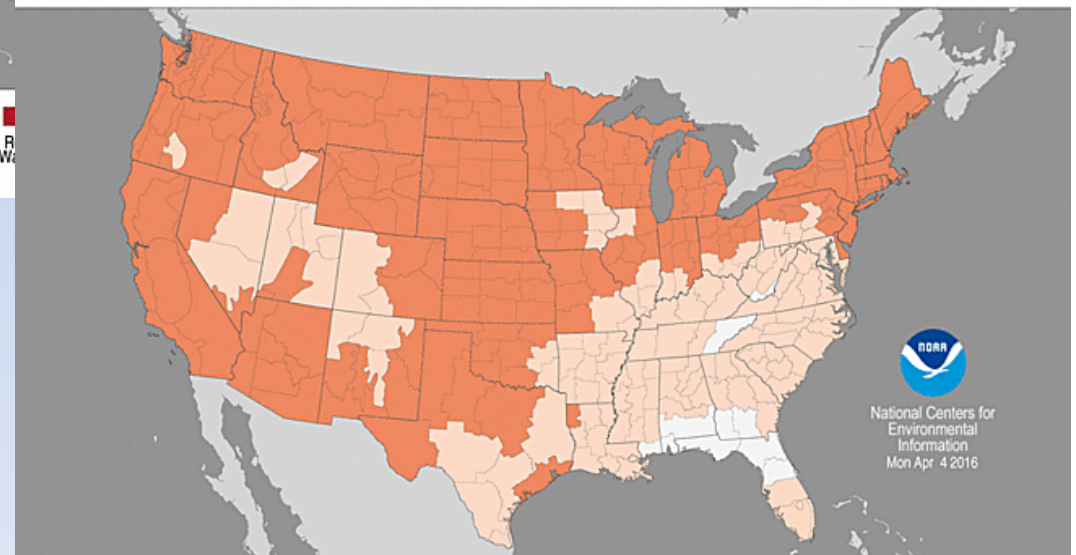 NOAA
National Centers for
Environmental
Information
Mon Apr 4 2016